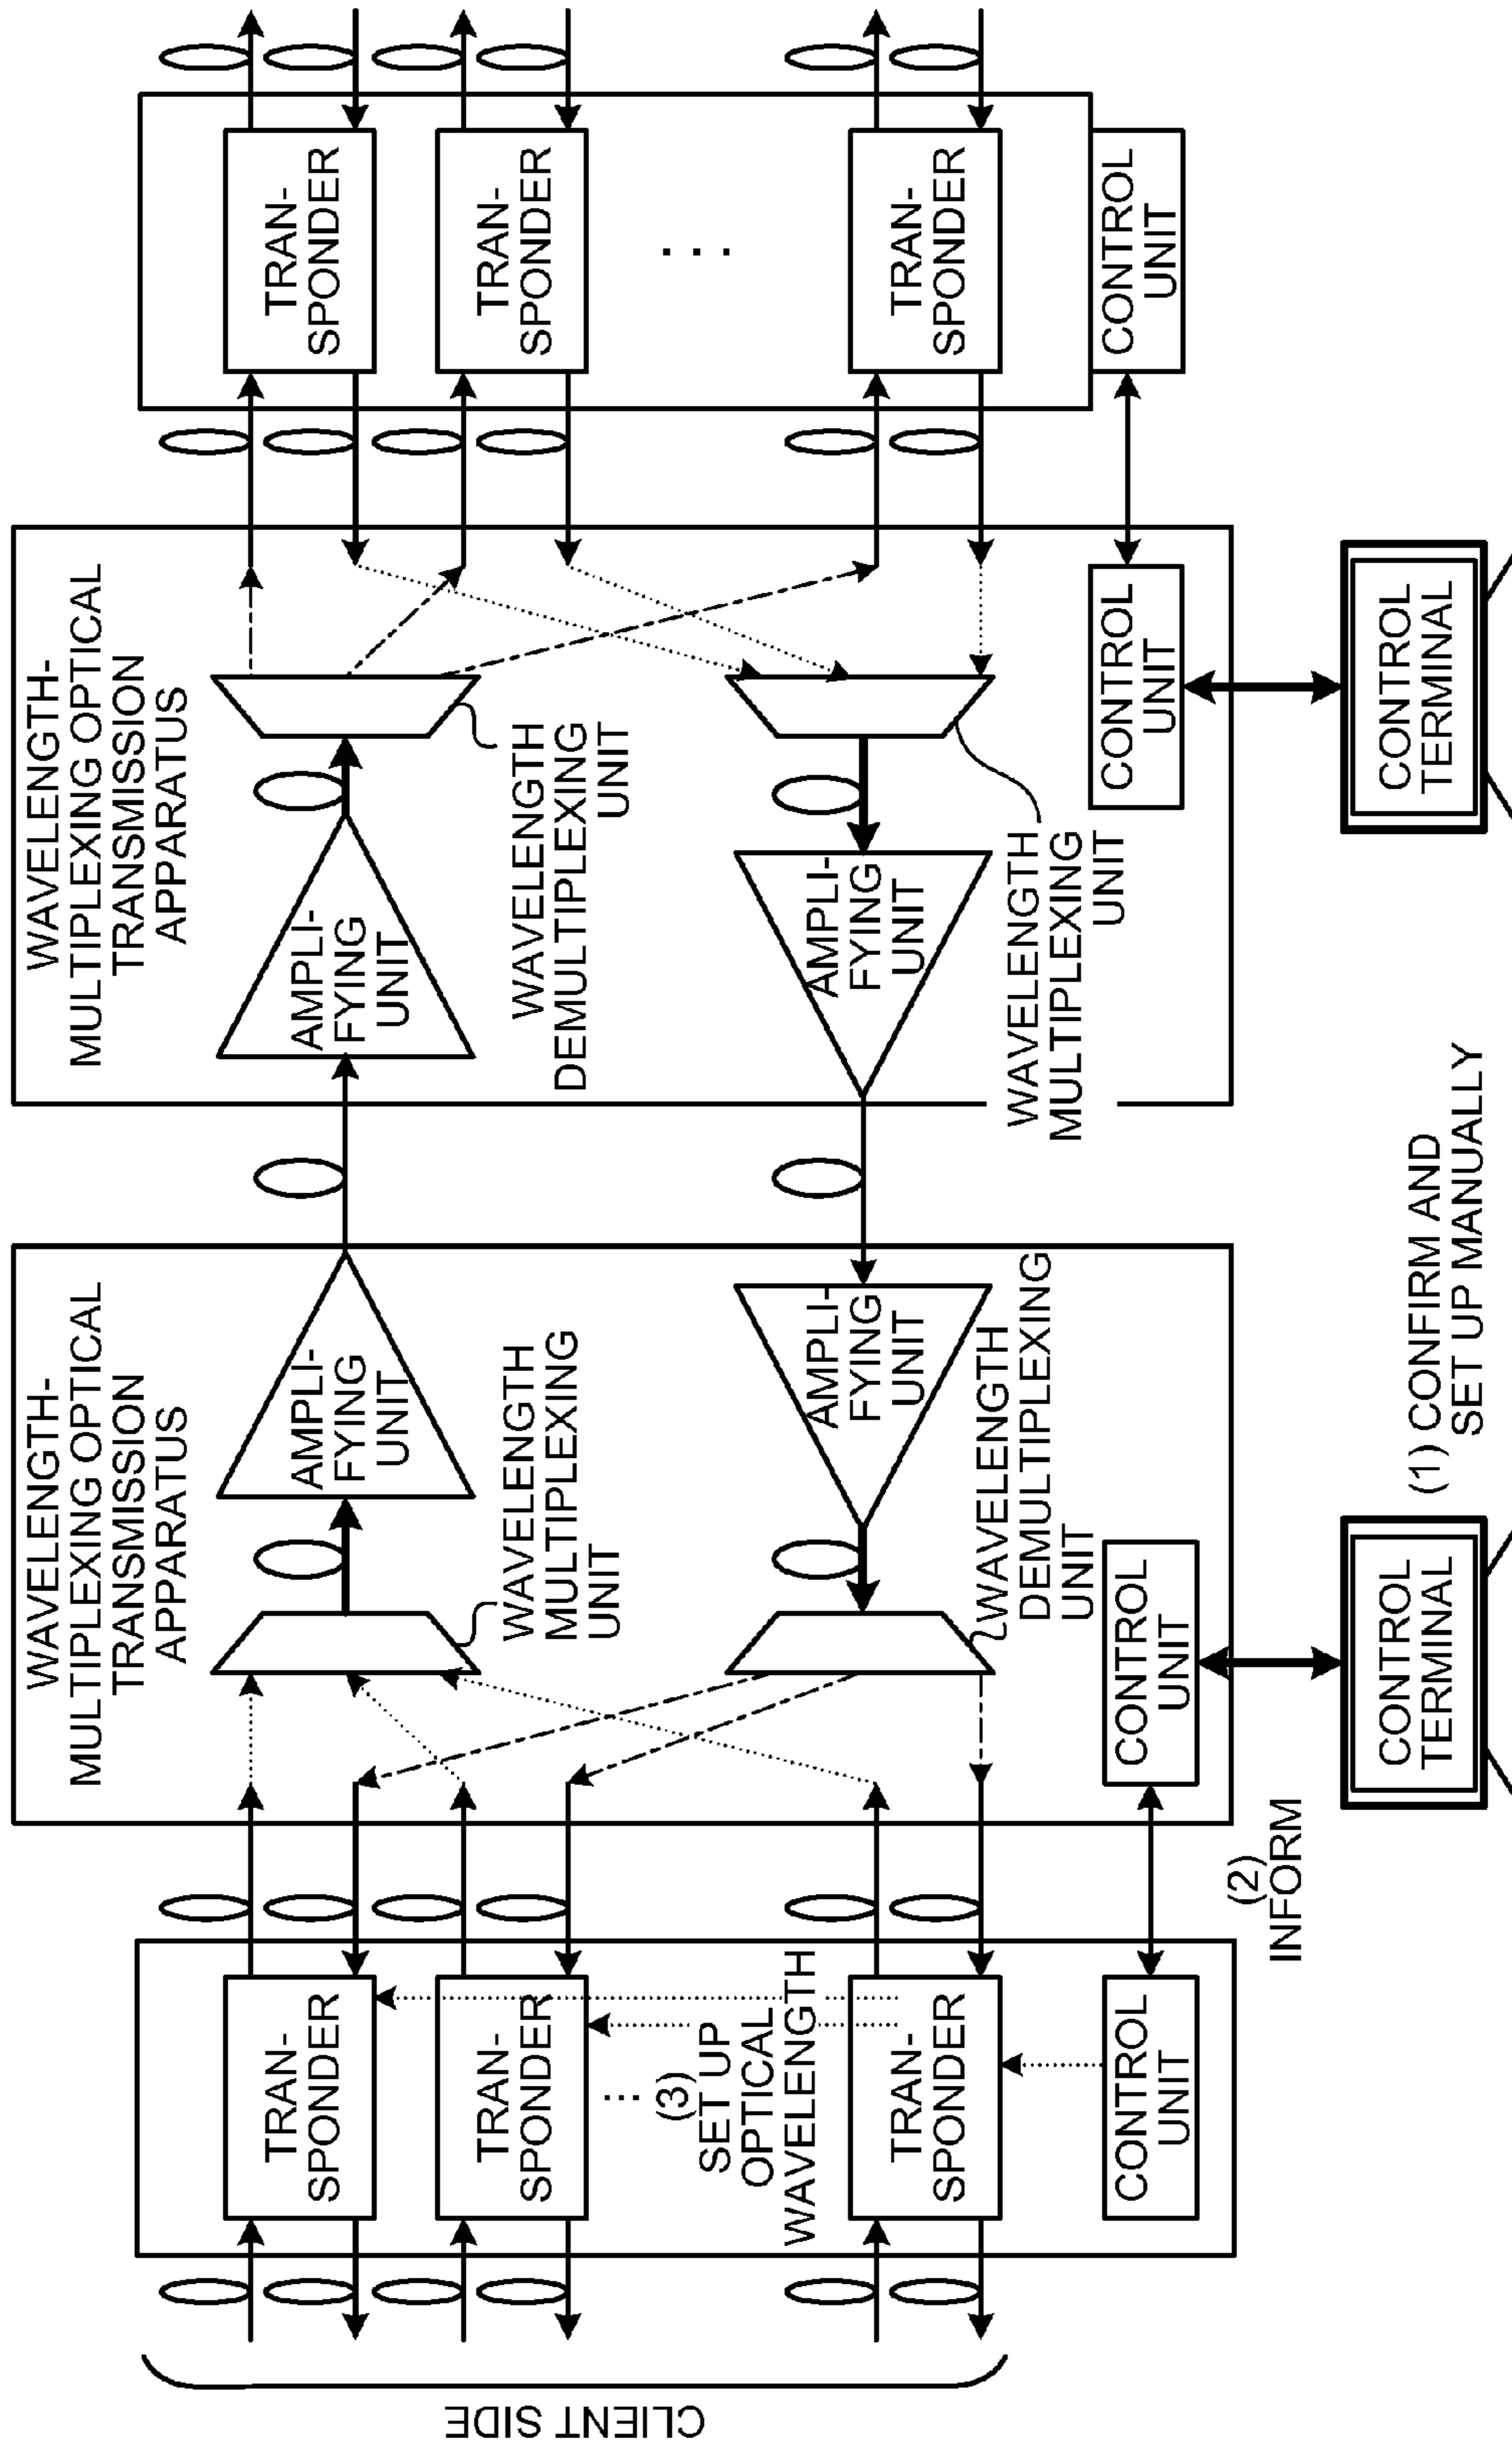 CLIENT SIDE
TRAN-
SPONDER
TRAN-
SPONDER
...
(3)
SET UP
OPTICAL
WAVELENGTH
TRAN-
SPONDER
CONTROL
UNIT
(2)
INFORM
WAVELENGTH-
MULTIPLEXING OPTICAL
TRANSMISSION
APPARATUS
AMPLI-
FYING
UNIT
WAVELENGTH
MULTIPLEXING
UNIT
AMPLI-
FYING
UNIT
WAVELENGTH
DEMULTIPLEXING
UNIT
CONTROL
UNIT
CONTROL
TERMINAL
(1) CONFIRM AND
SET UP MANUALLY
WAVELENGTH-
MULTIPLEXING OPTICAL
TRANSMISSION
APPARATUS
AMPLI-
FYING
UNIT
WAVELENGTH
DEMULTIPLEXING
UNIT
AMPLI-
FYING
UNIT
WAVELENGTH
MULTIPLEXING
UNIT
CONTROL
UNIT
CONTROL
TERMINAL
TRAN-
SPONDER
TRAN-
SPONDER
...
TRAN-
SPONDER
CONTROL
UNIT